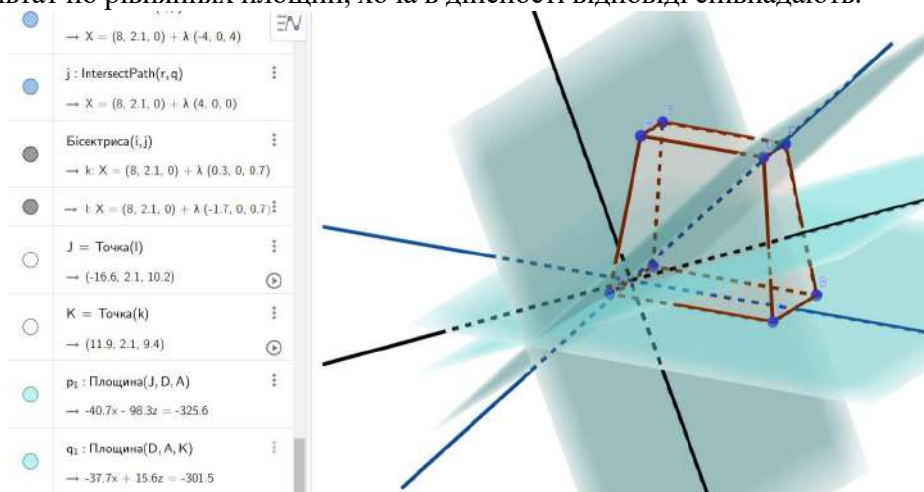 → X = (8, 2.1, 0) + λ (-4, 0, 4)
j : IntersectPath(r,q)
→ X = (8, 2.1, 0) + λ (4, 0, 0)
Бісектриса(i,j)
→ k: X = (8, 2.1, 0) + λ (0.3, 0, 0.7)
→ l: X = (8, 2.1, 0) + λ (-1.7, 0, 0.7)
J = Точка(l)
→ (-16.6, 2.1, 10.2)
K = Точка(k)
→ (11.9, 2.1, 9.4)
p₁ : Площина(J, D, A)
→ -40.7x - 98.3z = -325.6
q₁ : Площина(D, A, K)
→ -37.7x + 15.6z = -301.5